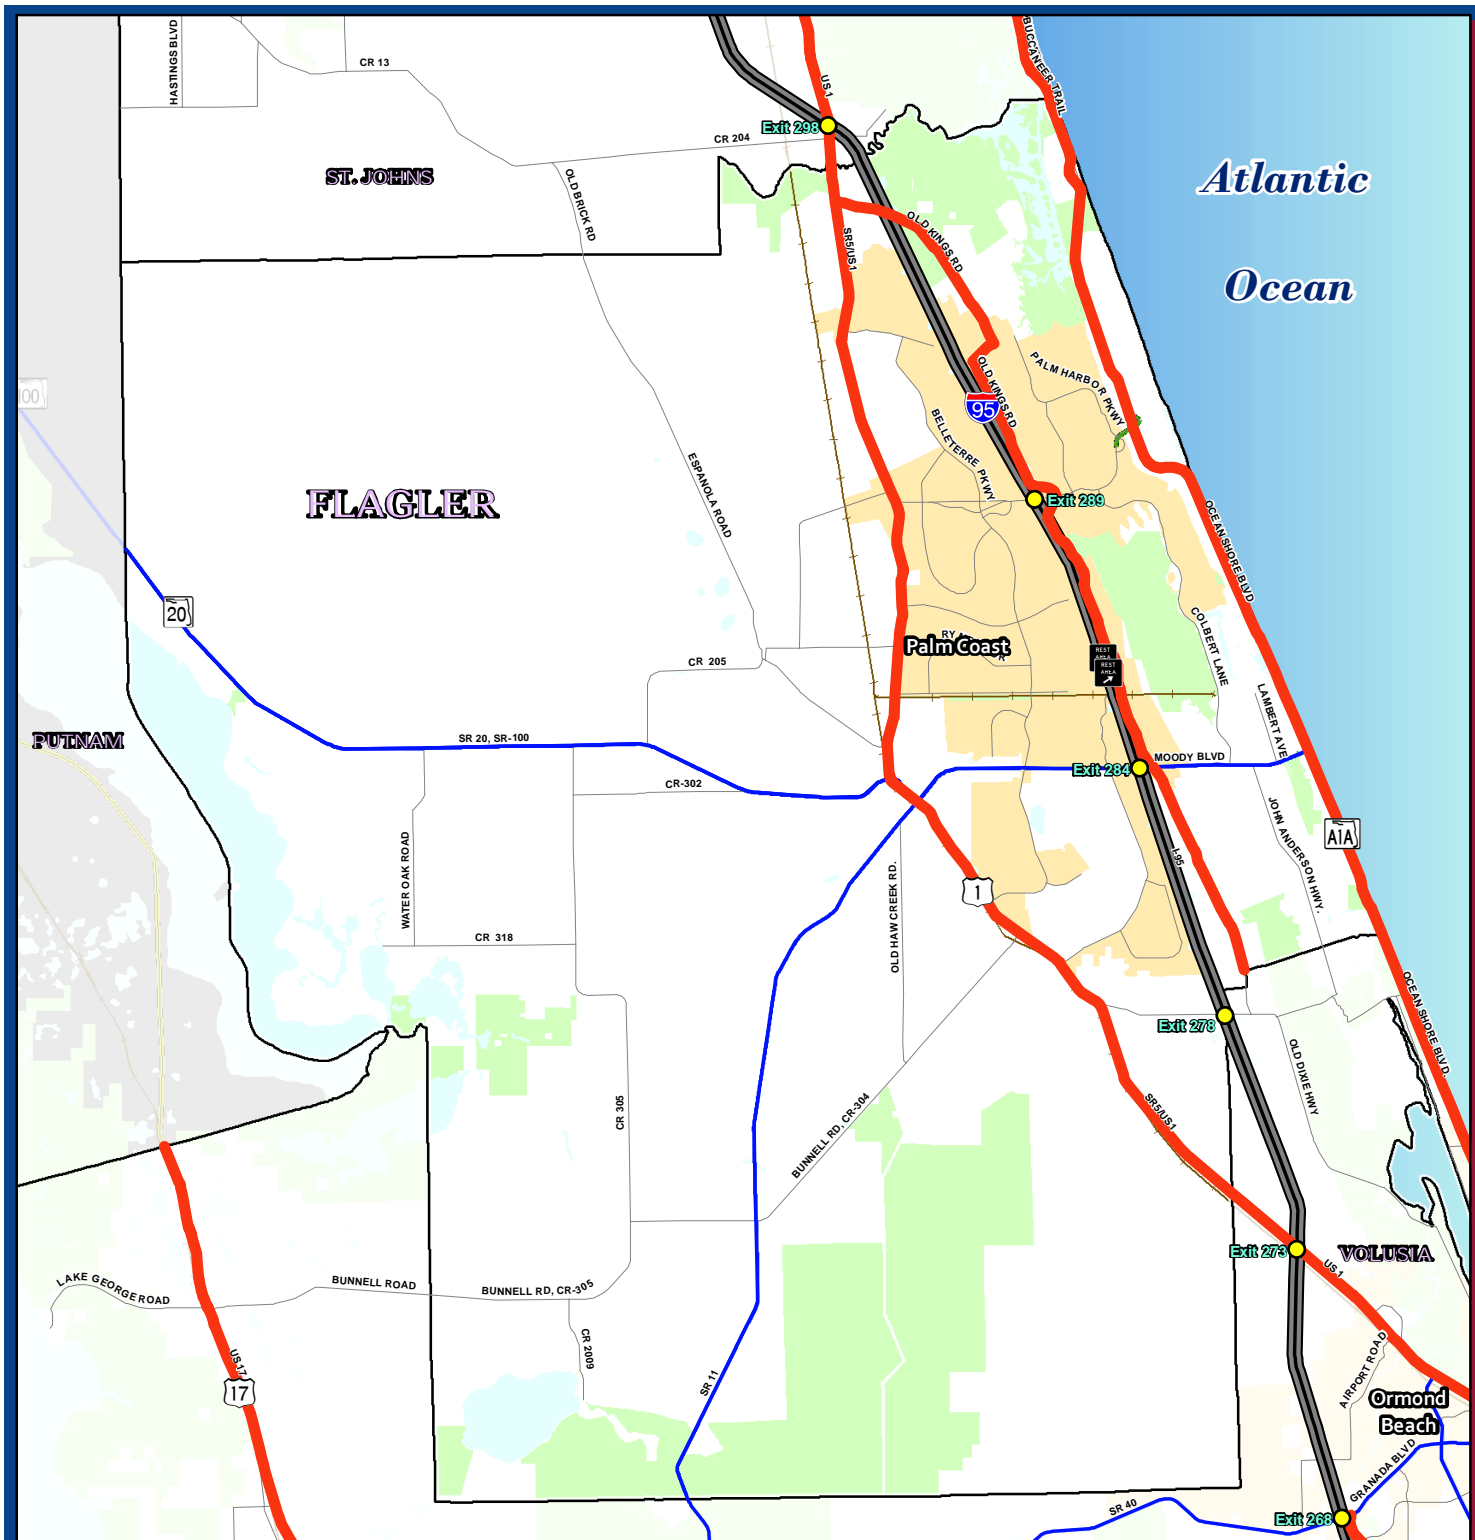 HASTINGS BLVD
CR 13
US 1
BUCCANEER TRAIL
Exit 298
CR 204
ST. JOHNS
OLD BRICK RD
Atlantic
Ocean
SR5/US1
OLD KINGS RD
100
PALM HARBOR PKWY
OLD KINGS RD
95
BELLETERRE PKWY
FLAGLER
ESPANOLA ROAD
Exit 289
OCEAN SHORE BLVD
20
COLBERT LANE
Palm Coast
REST
AREA
REST
AREA
CR 205
LAMBERT AVE
PUTNAM
SR 20, SR-100
MOODY BLVD
Exit 284
CR-302
JOHN ANDERSON HWY.
A1A
WATER OAK ROAD
I-95
OLD HAW CREEK RD.
1
CR 318
OCEAN SHORE BLVD.
Exit 278
OLD DIXIE HWY
CR 305
BUNNELL RD, CR-304
SR5/US1
Exit 273
VOLUSIA
US 1
LAKE GEORGE ROAD
BUNNELL ROAD
BUNNELL RD, CR-305
CR 2009
US 17
17
SR 11
AIRPORT ROAD
Ormond
Beach
GRANADA BLVD
SR 40
Exit 268